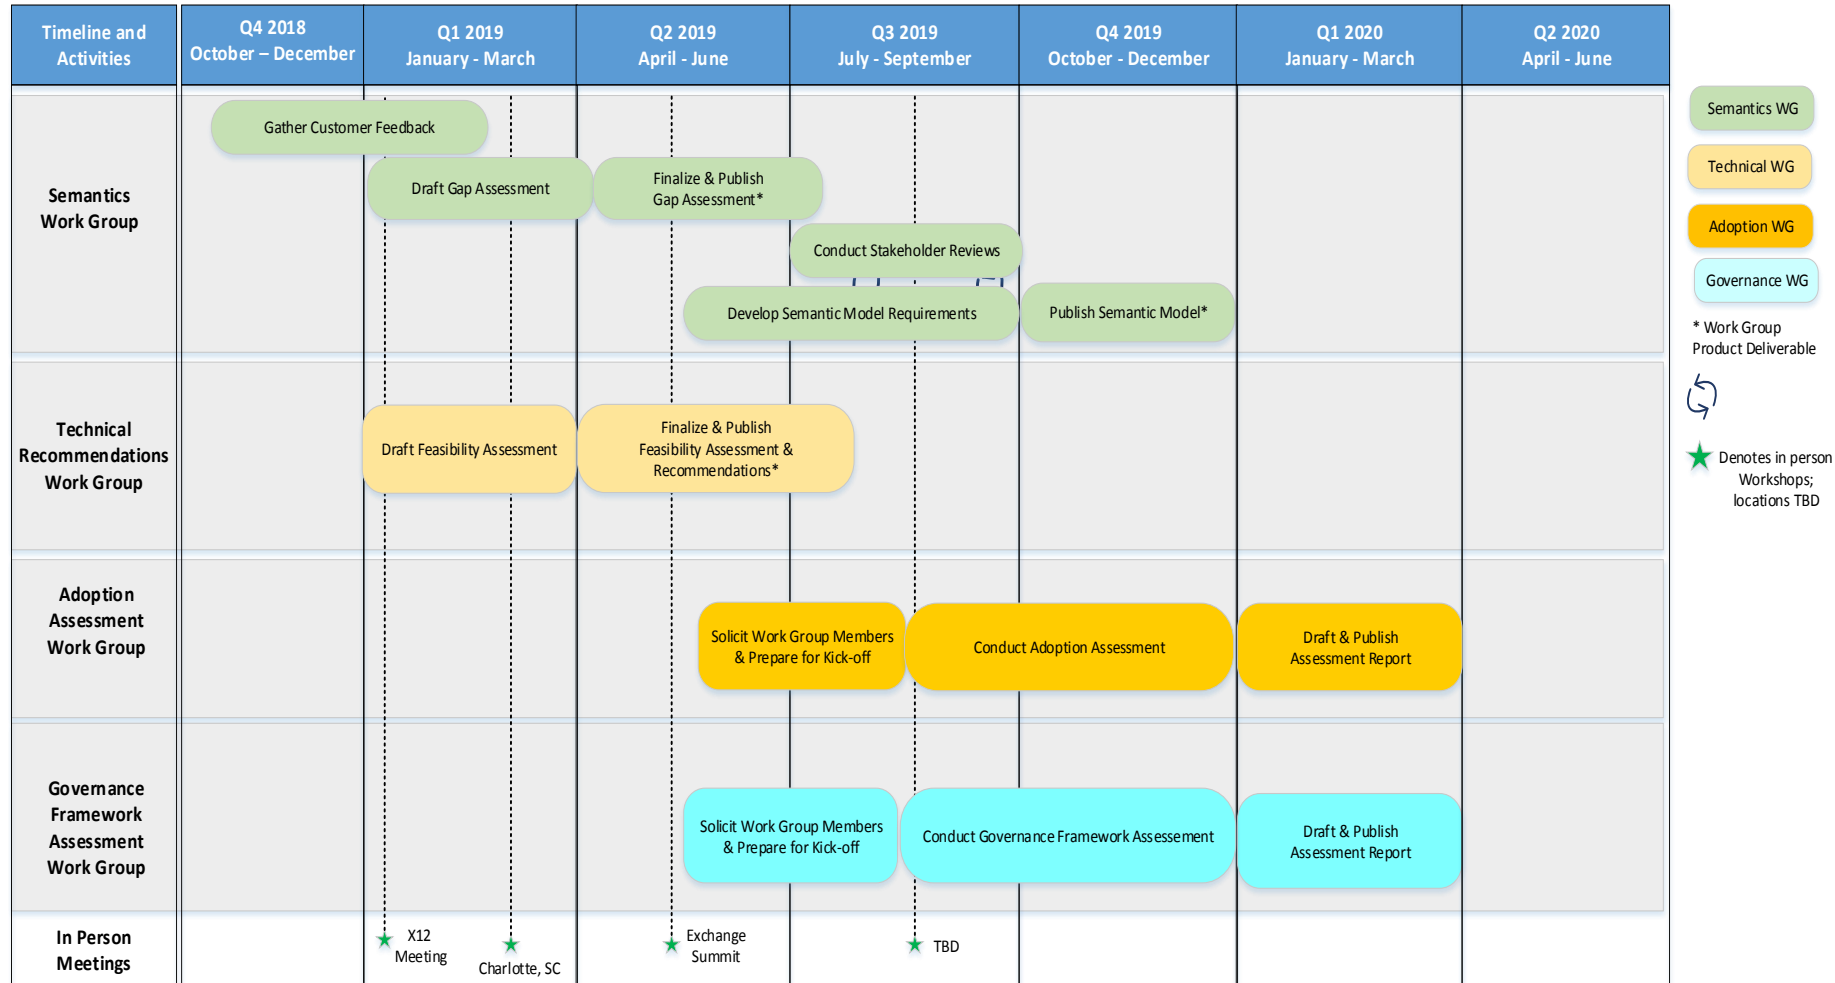 Timeline and
Activities
Q4 2018
October – December
Q1 2019
January - March
Q2 2019
April - June
Q3 2019
July - September
Q4 2019
October - December
Q1 2020
January - March
Q2 2020
April - June
Semantics
Work Group
Gather Customer Feedback
Draft Gap Assessment
Finalize & Publish
Gap Assessment*
Conduct Stakeholder Reviews
Develop Semantic Model Requirements
Publish Semantic Model*
Technical
Recommendations
Work Group
Draft Feasibility Assessment
Finalize & Publish
Feasibility Assessment &
Recommendations*
Adoption
Assessment
Work Group
Solicit Work Group Members
& Prepare for Kick-off
Conduct Adoption Assessment
Draft & Publish
Assessment Report
Governance
Framework
Assessment
Work Group
Solicit Work Group Members
& Prepare for Kick-off
Conduct Governance Framework Assessement
Draft & Publish
Assessment Report
In Person
Meetings
X12
Meeting
Charlotte, SC
Exchange
Summit
TBD
Semantics WG
Technical WG
Adoption WG
Governance WG
* Work Group
Product Deliverable
Denotes in person
Workshops;
locations TBD